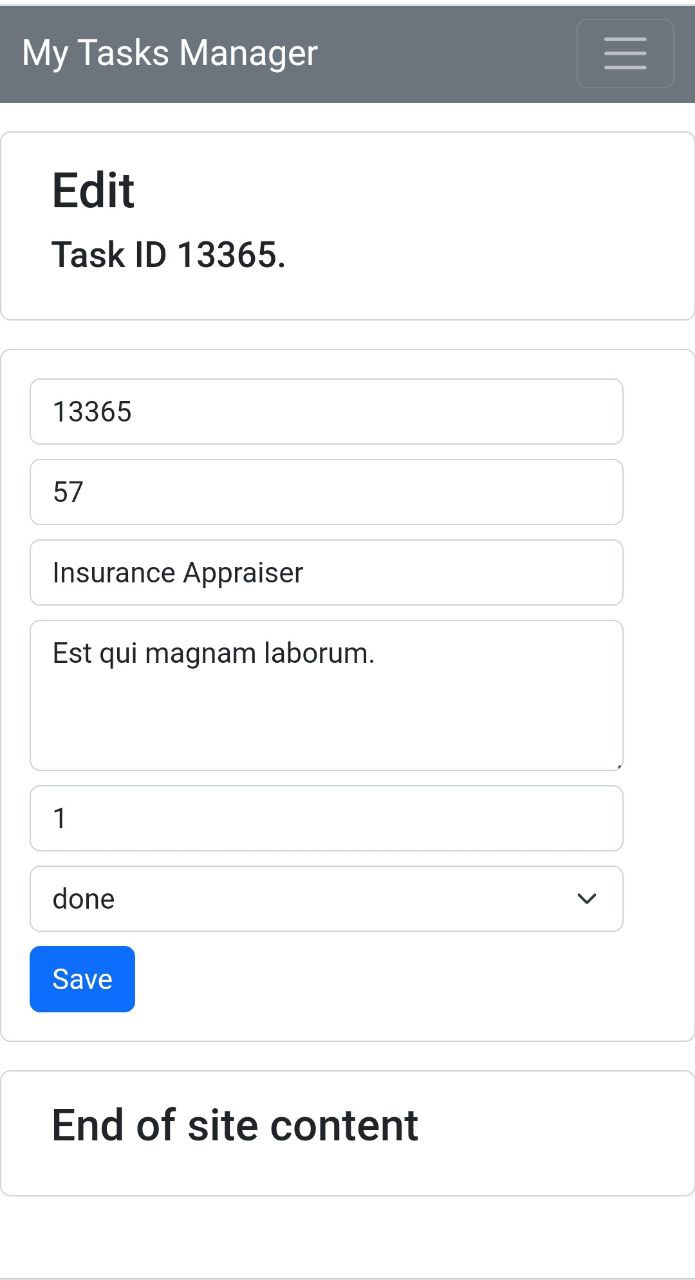 My Tasks Manager
Edit
Task ID 13365.
13365
57
Insurance Appraiser
Est qui magnam laborum.
1
done
Save
End of site content